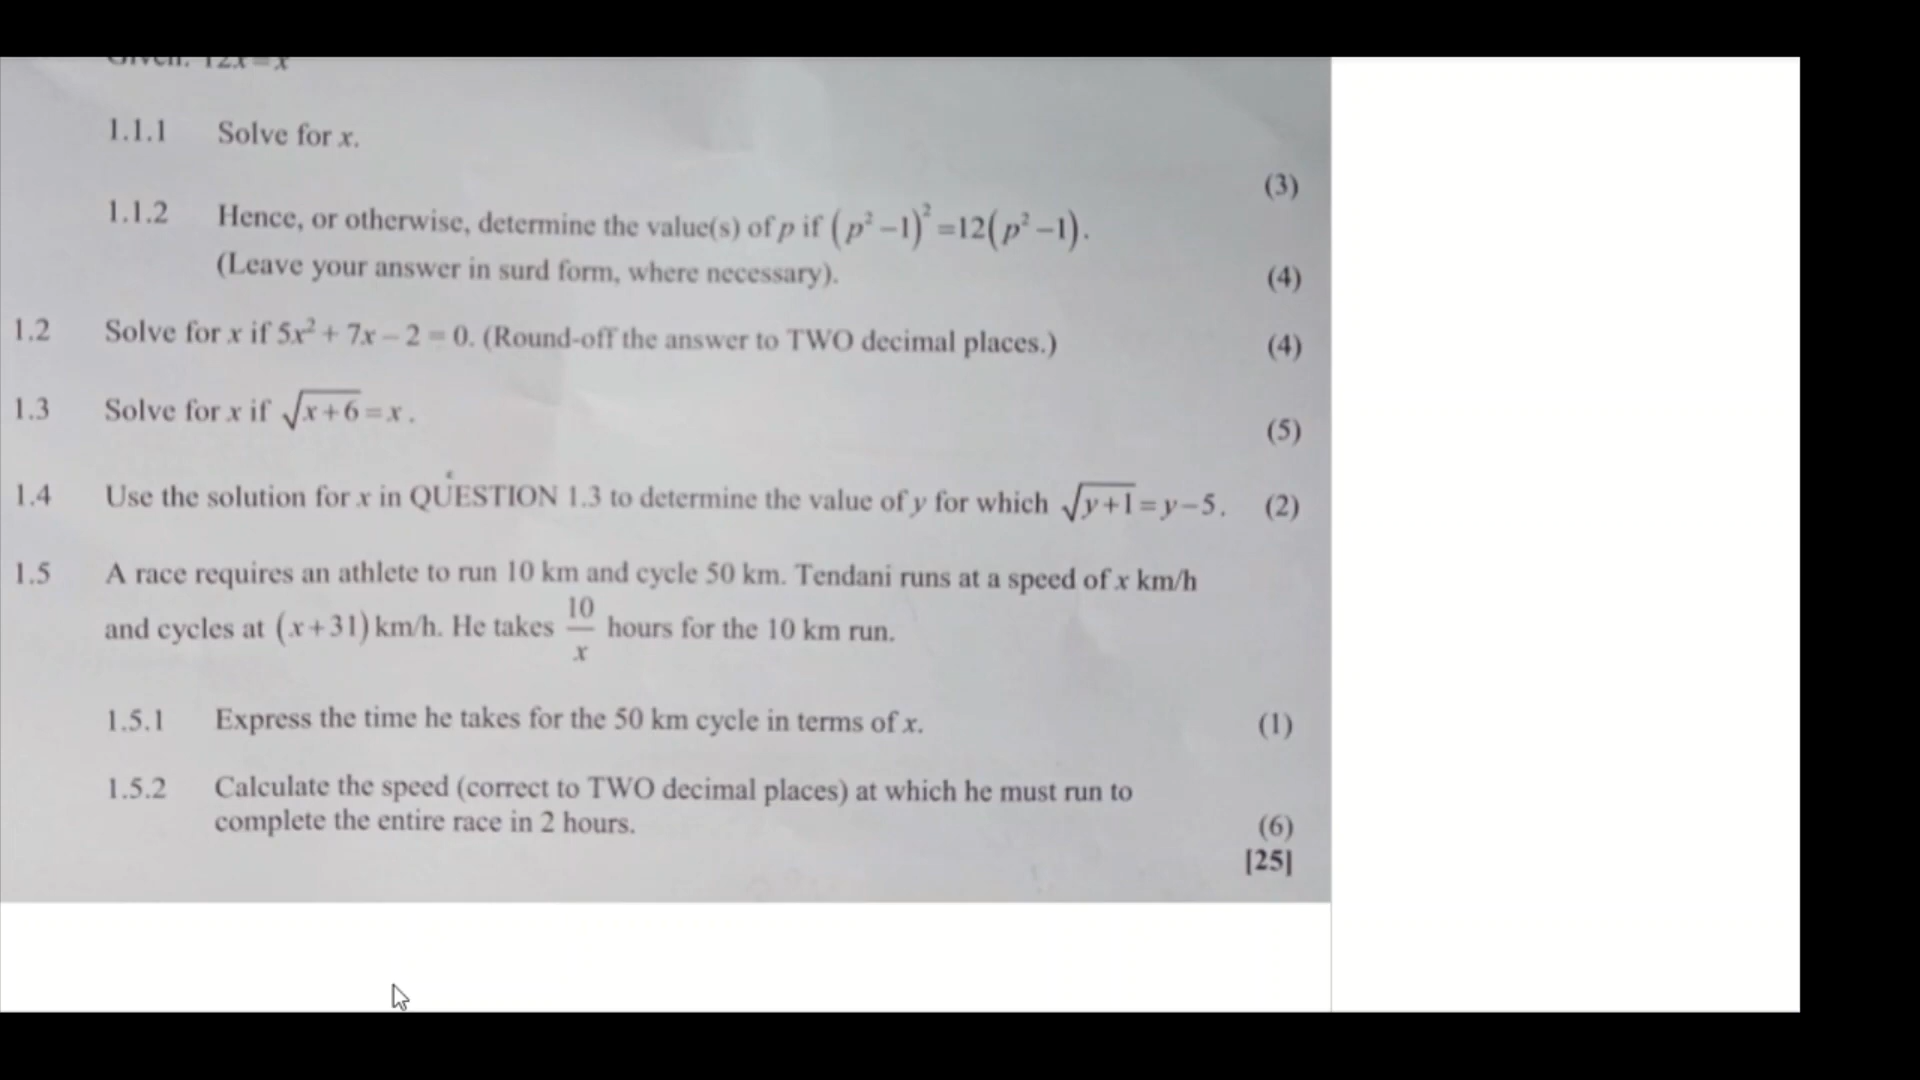 Given: 12x = x
1.1.1 Solve for x.
(3)
1.1.2 Hence, or otherwise, determine the value(s) of p if (p² – 1)² = 12(p² – 1).
(Leave your answer in surd form, where necessary). (4)
1.2 Solve for x if 5x² + 7x – 2 = 0. (Round-off the answer to TWO decimal places.) (4)
1.3 Solve for x if √(x+6) = x.
(5)
1.4 Use the solution for x in QUESTION 1.3 to determine the value of y for which √(y+1) = y – 5. (2)
1.5 A race requires an athlete to run 10 km and cycle 50 km. Tendani runs at a speed of x km/h
and cycles at (x+31) km/h. He takes 10/x hours for the 10 km run.
1.5.1 Express the time he takes for the 50 km cycle in terms of x. (1)
1.5.2 Calculate the speed (correct to TWO decimal places) at which he must run to
complete the entire race in 2 hours. (6)
[25]